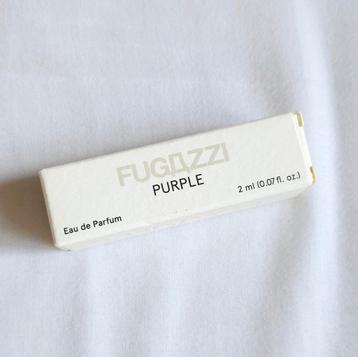 FUGAZZI
PURPLE
Eau de Parfum
2 ml (0,07 fl. oz.)